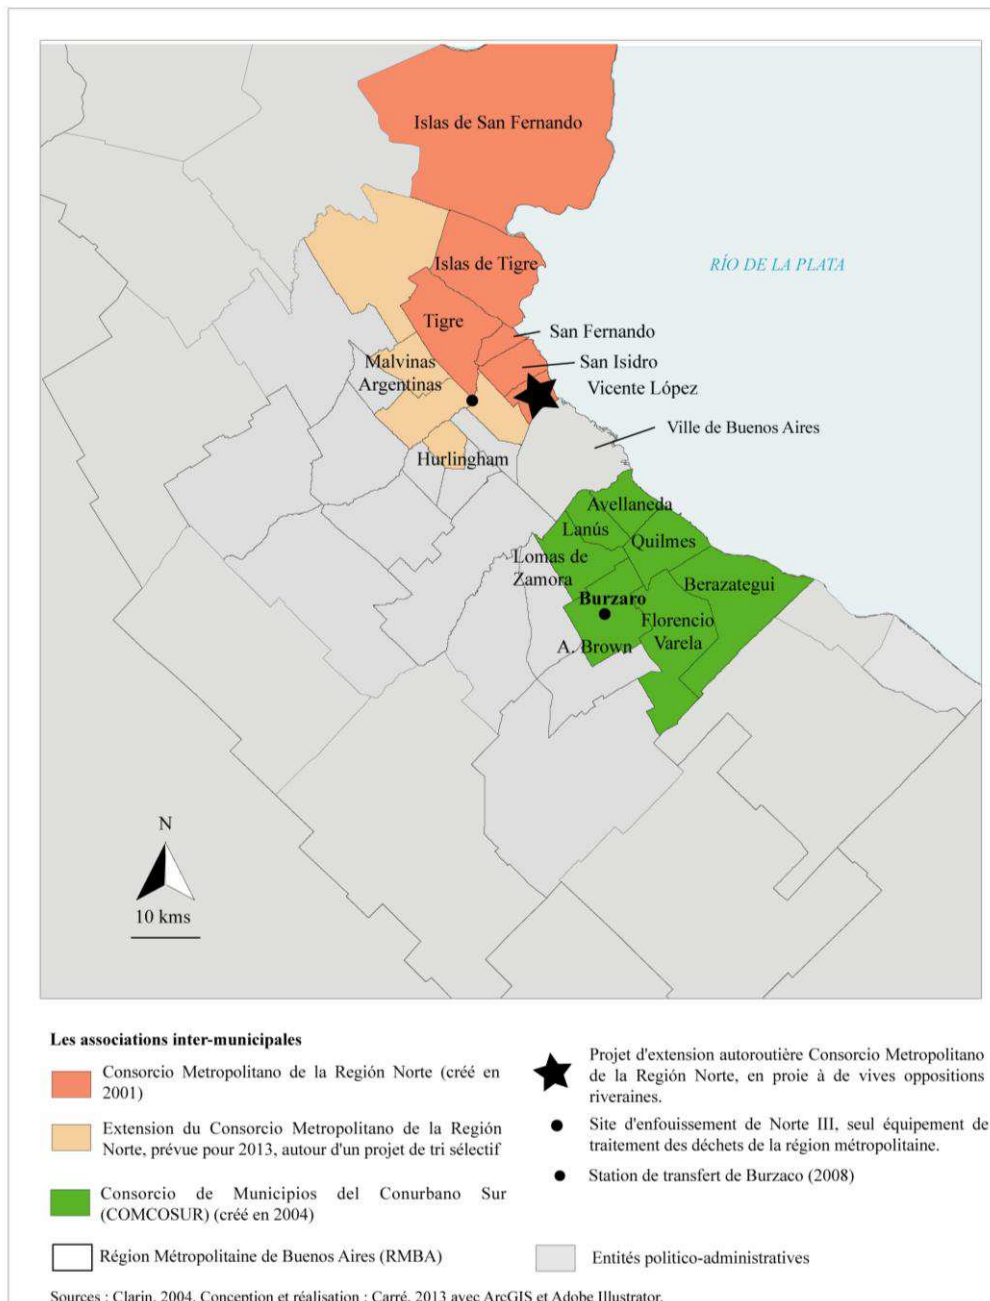 Islas de San Fernando
RÍO DE LA PLATA
Islas de Tigre
Tigre
San Fernando
San Isidro
Malvinas
Argentinas
Vicente López
Ville de Buenos Aires
Hurlingham
Avellaneda
Lanús
Quilmes
Lomas de
Zamora
Berazategui
Burzaro
Florencio
Varela
A. Brown
N
10 kms
Les associations inter-municipales
Consorcio Metropolitano de la Región Norte (créé en
2001)
Extension du Consorcio Metropolitano de la Región
Norte, prévue pour 2013, autour d'un projet de tri sélectif
Consorcio de Municipios del Conurbano Sur
(COMCOSUR) (créé en 2004)
Région Métropolitaine de Buenos Aires (RMBA)
Projet d'extension autoroutière Consorcio Metropolitano
de la Región Norte, en proie à de vives oppositions
riveraines.
Site d'enfouissement de Norte III, seul équipement de
traitement des déchets de la région métropolitaine.
Station de transfert de Burzaco (2008)
Entités politico-administratives
Sources : Clarin, 2004. Conception et réalisation : Carré, 2013 avec ArcGIS et Adobe Illustrator.